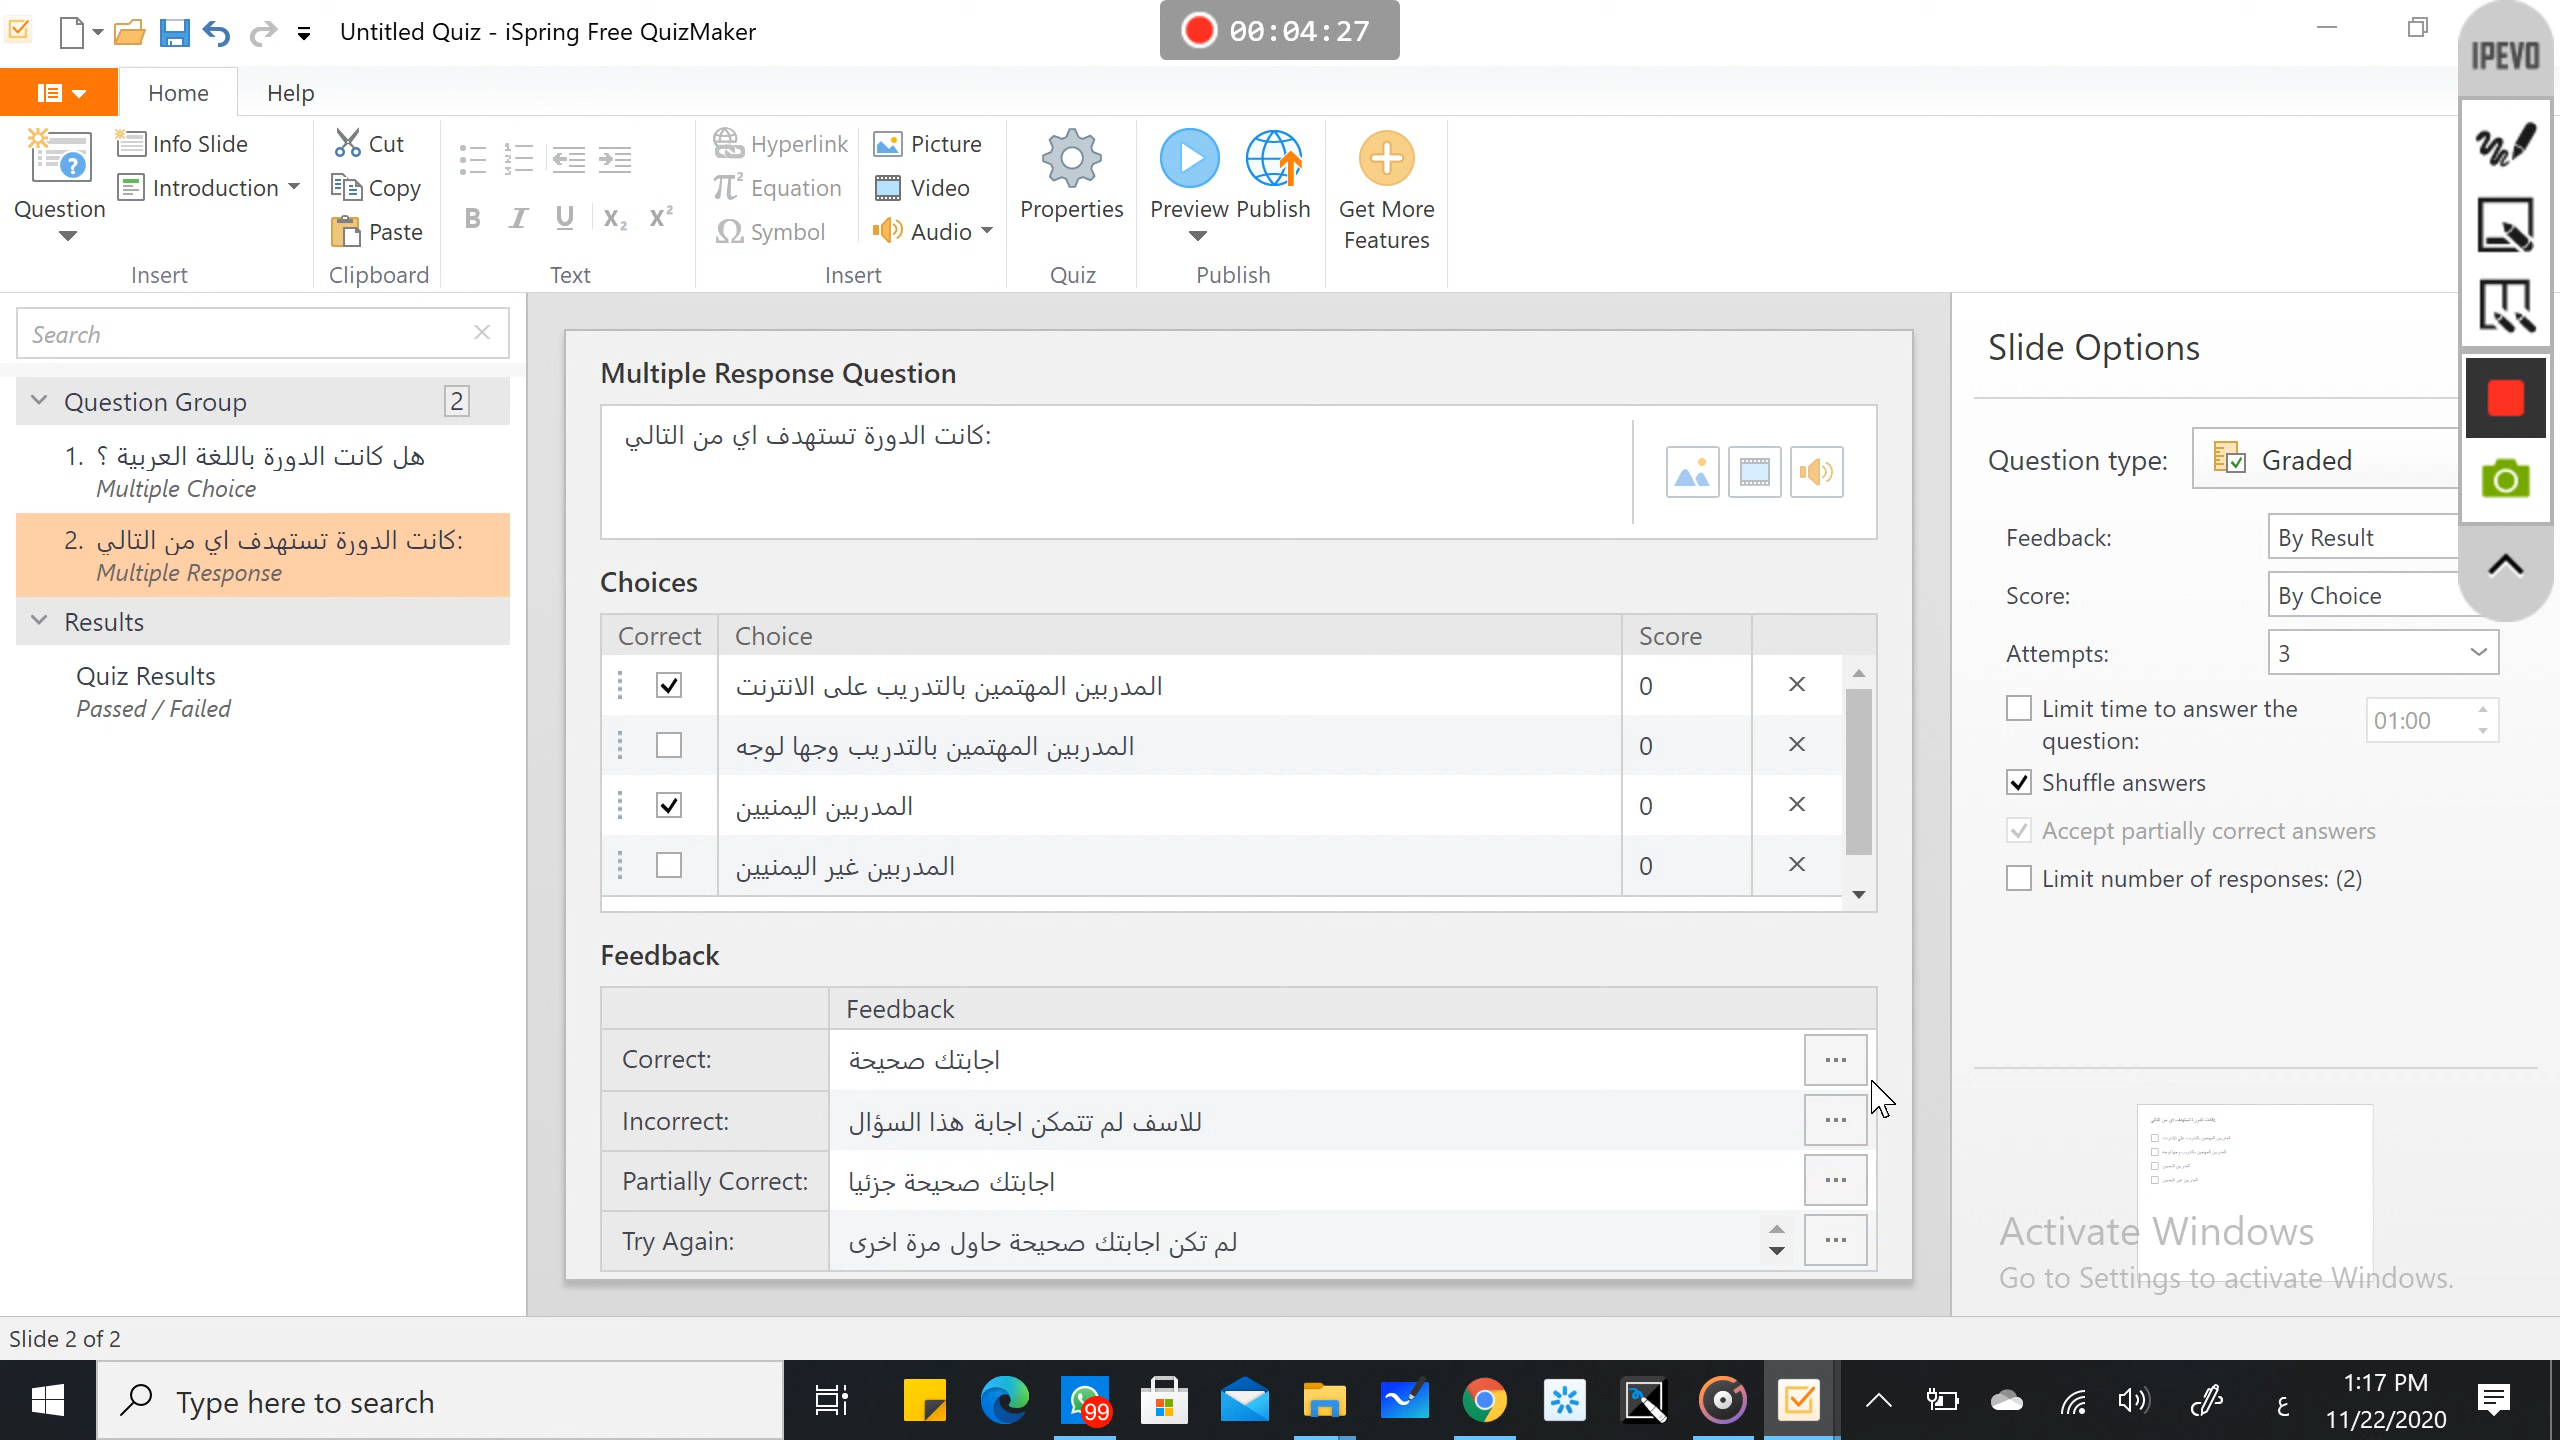 Untitled Quiz - iSpring Free QuizMaker
00:04:27
IPEVO
Home
Help
Question
Info Slide
Introduction
Insert
Cut
Copy
Paste
Clipboard
B I U X₂ X²
Text
Hyperlink
Equation
Symbol
Picture
Video
Audio
Insert
Properties
Quiz
Preview
Publish
Publish
Get More
Features
Search
Question Group
2
1. هل كانت الدورة باللغة العربية ؟
Multiple Choice
2. كانت الدورة تستهدف اي من التالي:
Multiple Response
Results
Quiz Results
Passed / Failed
Multiple Response Question
كانت الدورة تستهدف اي من التالي:
Choices
Correct Choice Score
المدربين المهتمين بالتدريب على الانترنت 0
المدربين المهتمين بالتدريب وجها لوجه 0
المدربين اليمنيين 0
المدربين غير اليمنيين 0
Feedback
Feedback
Correct: اجابتك صحيحة
Incorrect: للاسف لم تتمكن اجابة هذا السؤال
Partially Correct: اجابتك صحيحة جزئيا
Try Again: لم تكن اجابتك صحيحة حاول مرة اخرى
Slide Options
Question type: Graded
Feedback: By Result
Score: By Choice
Attempts: 3
Limit time to answer the
question:
01:00
Shuffle answers
Accept partially correct answers
Limit number of responses: (2)
Activate Windows
Go to Settings to activate Windows.
Slide 2 of 2
Type here to search
99
ع
1:17 PM
11/22/2020